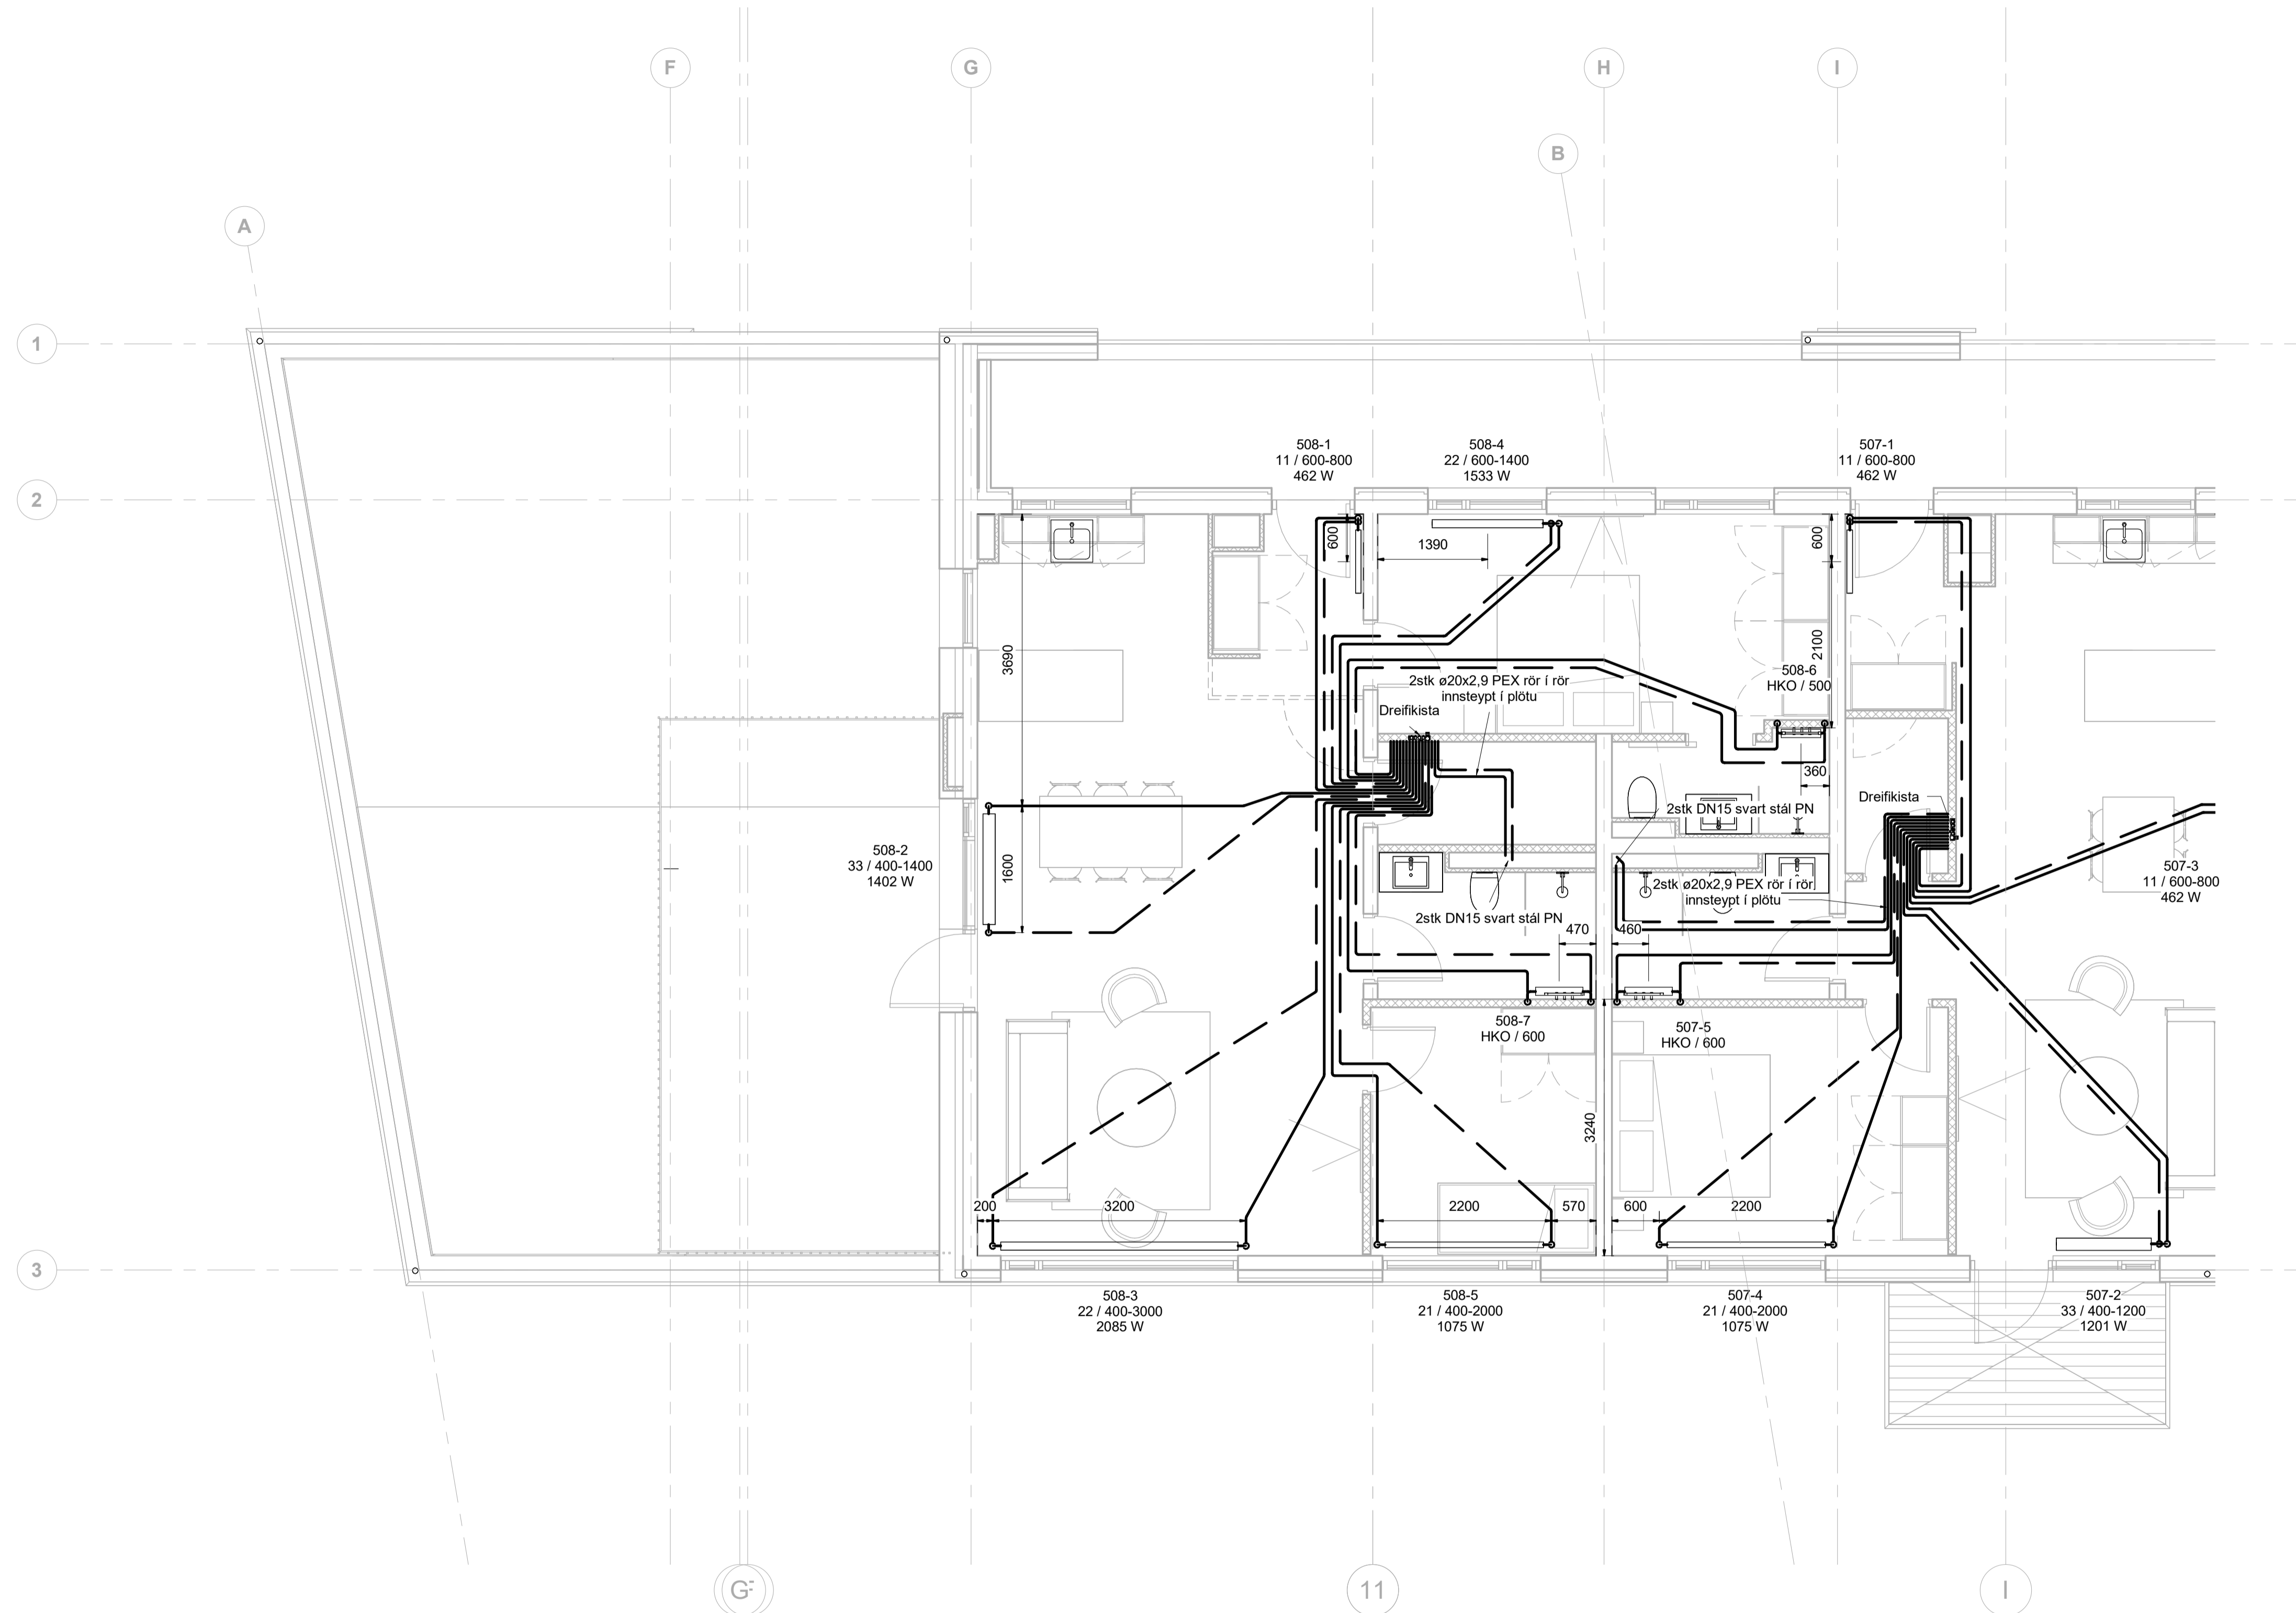 F
G
H
I
B
A
1
508-1
11 / 600-800
462 W
508-4
22 / 600-1400
1533 W
507-1
11 / 600-800
462 W
2
600
1390
600
3690
2100
508-6
HKO / 500
2stk ø20x2,9 PEX rör í rör
innsteypt í plötu
Dreifikista
360
Dreifikista
2stk DN15 svart stál PN
508-2
33 / 400-1400
1402 W
1600
507-3
11 / 600-800
462 W
2stk ø20x2,9 PEX rör í rör
innsteypt í plötu
2stk DN15 svart stál PN
470
460
508-7
HKO / 600
507-5
HKO / 600
3240
200
3200
2200
570
600
2200
3
508-3
22 / 400-3000
2085 W
508-5
21 / 400-2000
1075 W
507-4
21 / 400-2000
1075 W
507-2
33 / 400-1200
1201 W
G
11
I